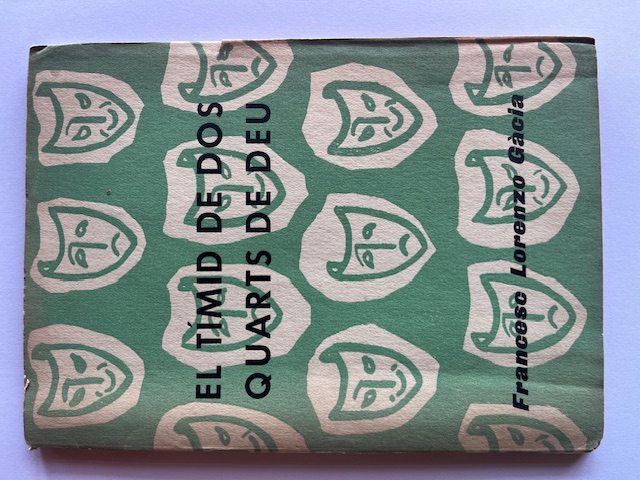 EL TÍMID DE DOS
QUARTS DE DEU
Francesc Lorenzo Gàcia